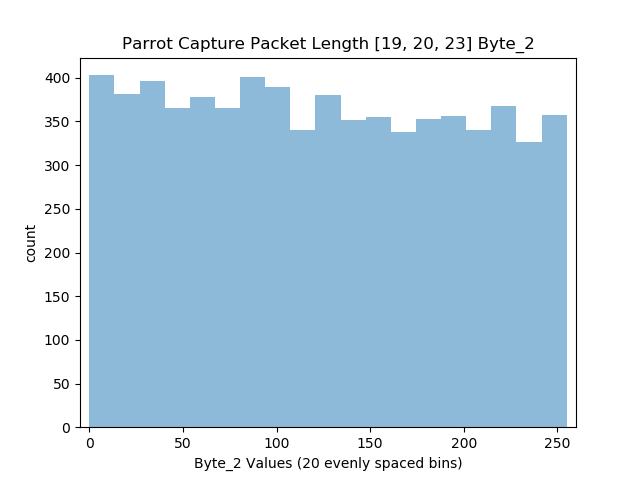 Parrot Capture Packet Length [19, 20, 23] Byte_2
400
350
300
250
200
150
100
50
0
count
0 50 100 150 200 250
Byte_2 Values (20 evenly spaced bins)